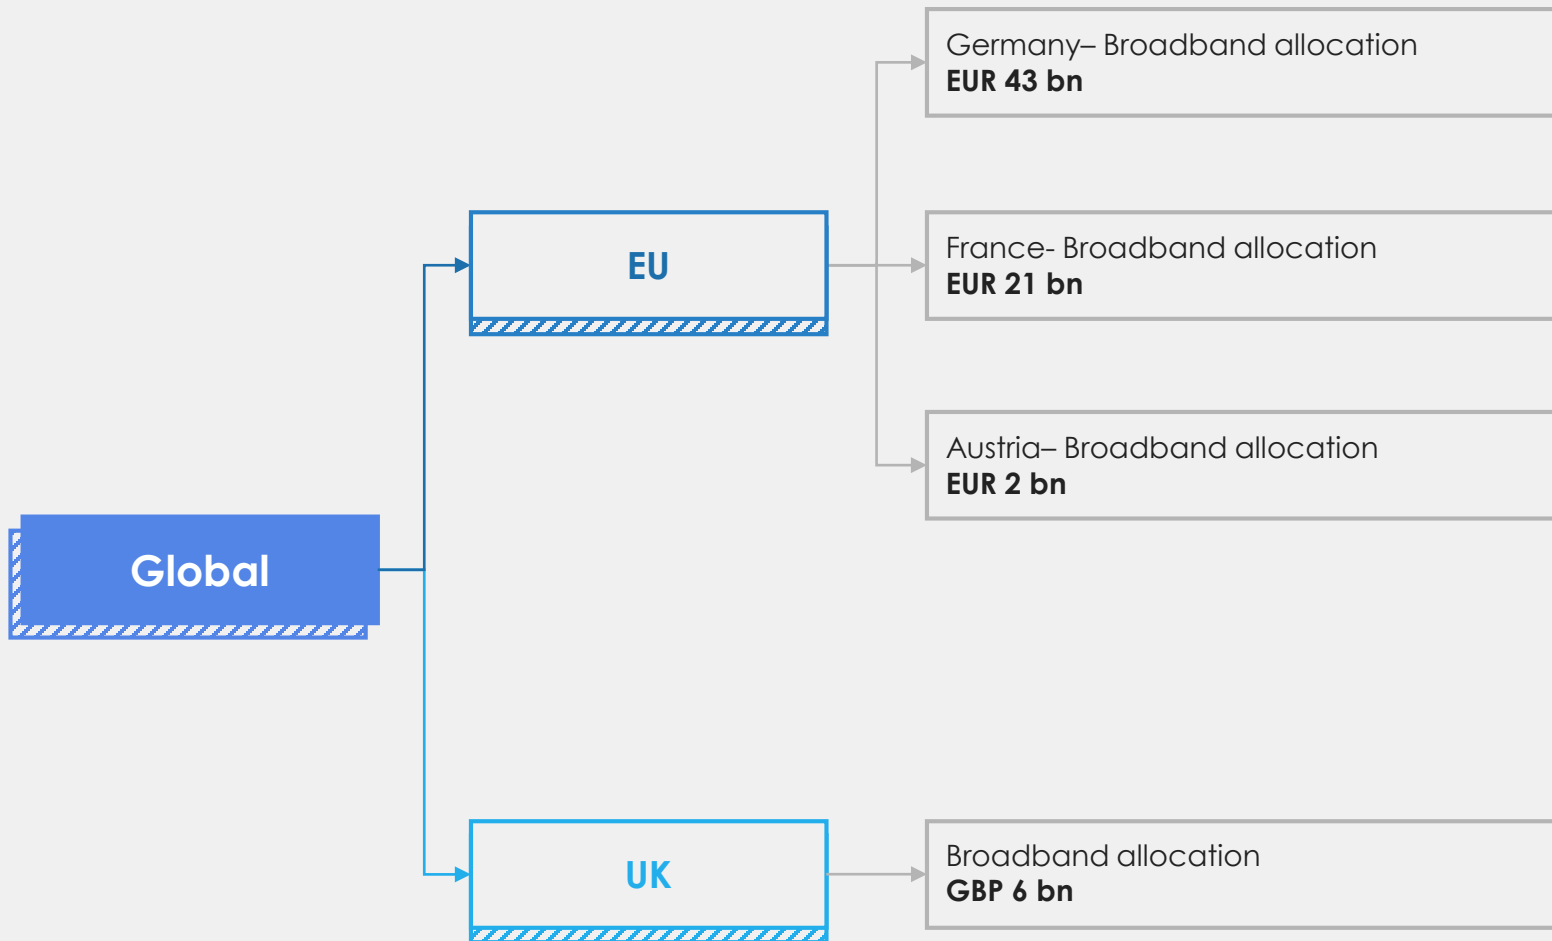 Germany– Broadband allocation
EUR 43 bn
EU
France- Broadband allocation
EUR 21 bn
Austria– Broadband allocation
EUR 2 bn
Global
UK
Broadband allocation
GBP 6 bn